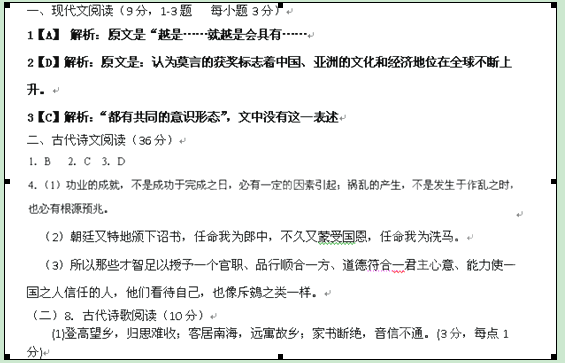 一、现代文阅读（9分，1-3题 每小题3分）
1【A】 解析：原文是“越是……就越是会具有……
2【D】解析：原文是：认为莫言的获奖标志着中国、亚洲的文化和经济地位在全球不断上
升。
3【C】解析：“都有共同的意识形态”，文中没有这一表述
二、古代诗文阅读（36分）
1. B 2. C 3. D
4.（1）功业的成就，不是成功于完成之日，必有一定的因素引起；祸乱的产生，不是发生于作乱之时，
也必有根源预兆。
（2）朝廷又特地颁下诏书，任命我为郎中，不久又蒙受国恩，任命我为洗马。
（3）所以那些才智足以授予一个官职、品行顺合一方、道德符合一君主心意、能力使一
国之人信任的人，他们看待自己，也像斥鴳之类一样。
（二）8. 古代诗歌阅读（10分）
(1)登高望乡，归思难收；客居南海，远寓故乡；家书断绝，音信不通。(3分，每点1
分)